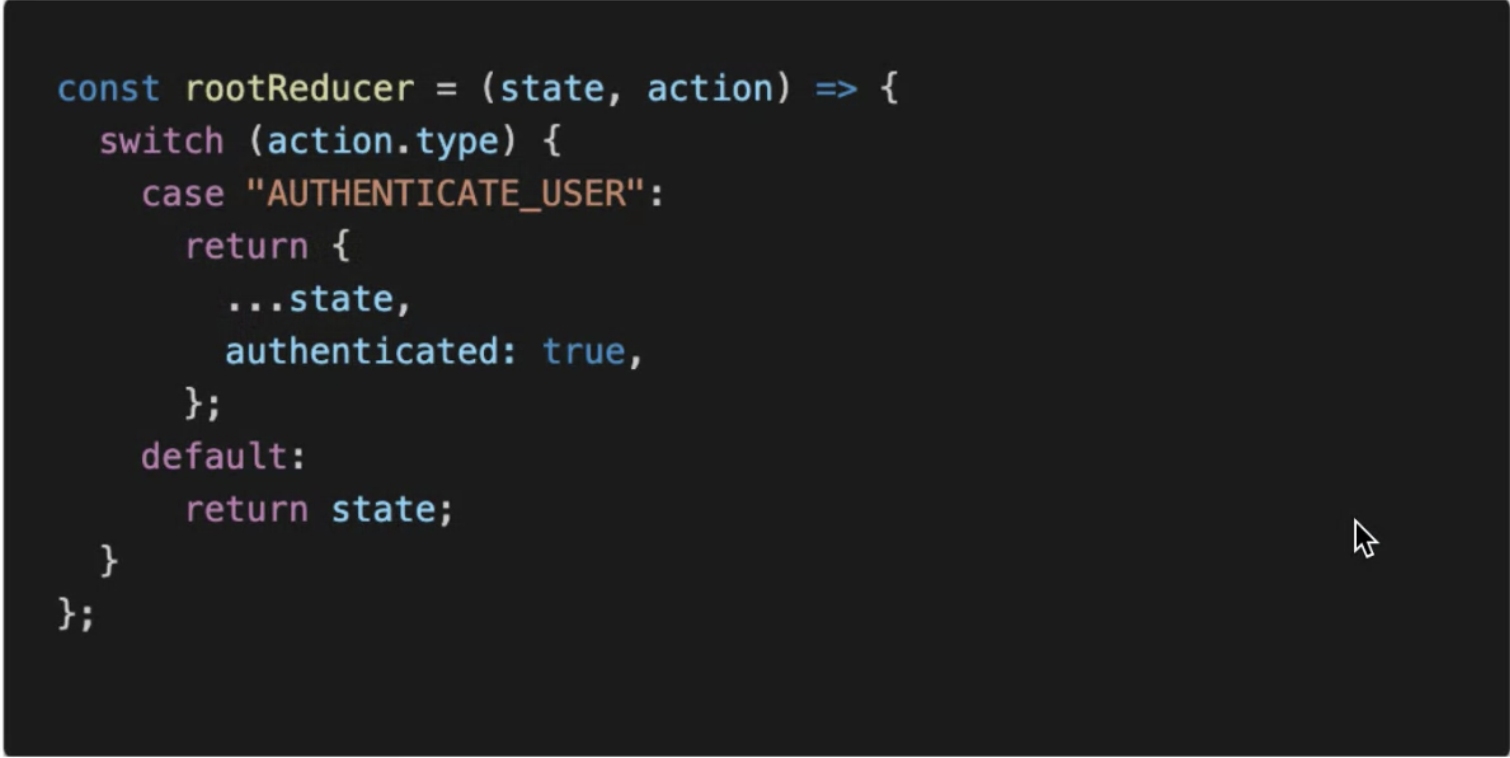 const rootReducer = (state, action) => {
  switch (action.type) {
    case "AUTHENTICATE_USER":
      return {
        ...state,
        authenticated: true,
      };
    default:
      return state;
  }
};